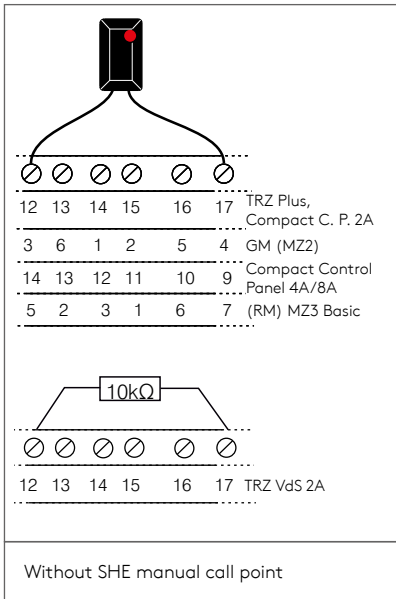 12 13 14 15 16 17 TRZ Plus,
Compact C. P. 2A
3 6 1 2 5 4 GM (MZ2)
14 13 12 11 10 9 Compact Control
Panel 4A/8A
5 2 3 1 6 7 (RM) MZ3 Basic
10kΩ
12 13 14 15 16 17 TRZ VdS 2A
Without SHE manual call point